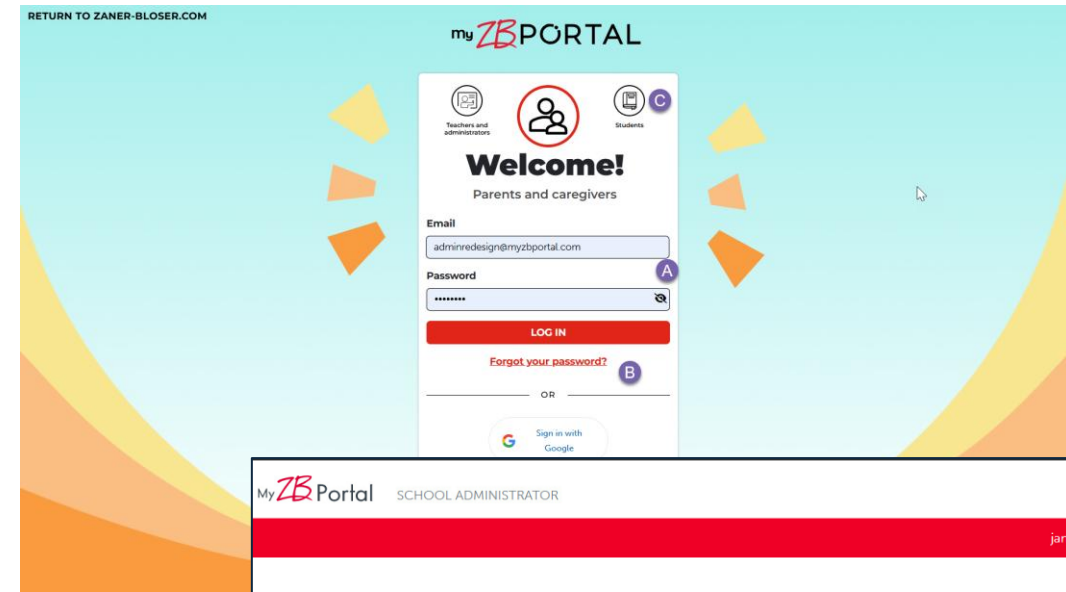 RETURN TO ZANER-BLOSER.COM
my ZB PORTAL
Teachers and
administrators
Students
C
Welcome!
Parents and caregivers
Email
adminredesign@myzbportal.com
A
Password
••••••••
LOG IN
Forgot your password?
B
OR
G
Sign in with
Google
My ZB Portal SCHOOL ADMINISTRATOR